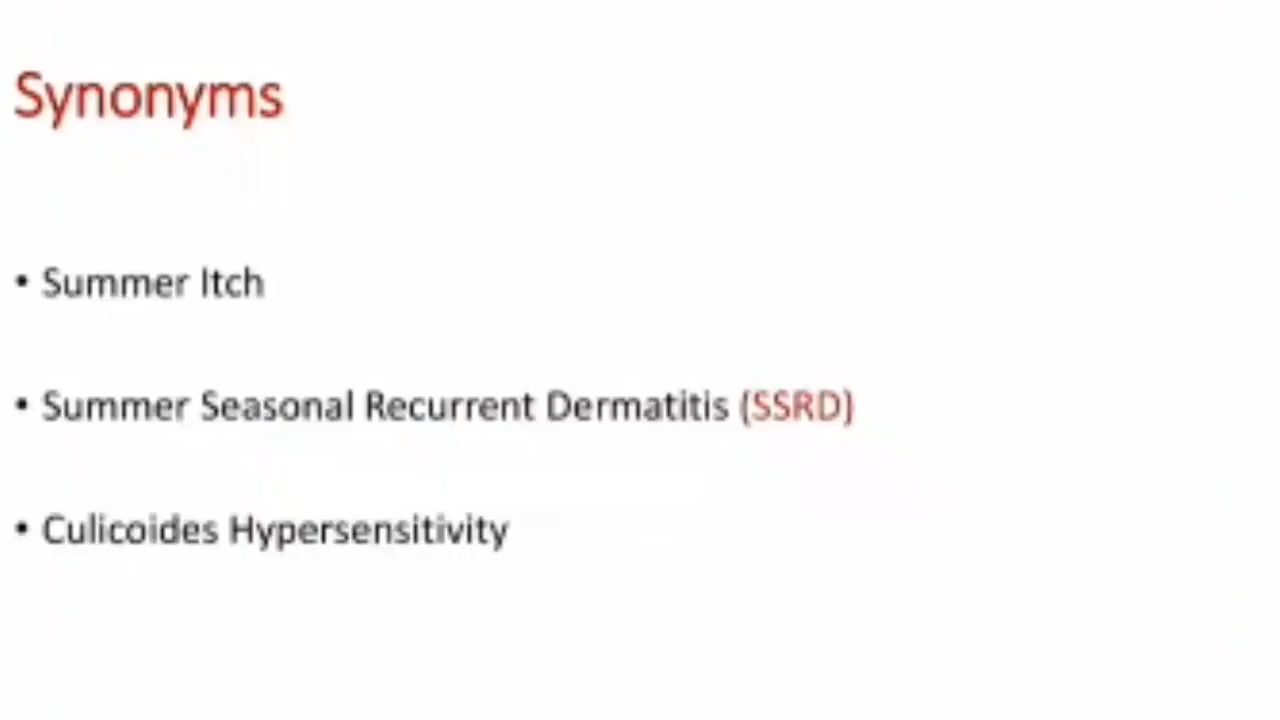 Synonyms
• Summer Itch
• Summer Seasonal Recurrent Dermatitis (SSRD)
• Culicoides Hypersensitivity